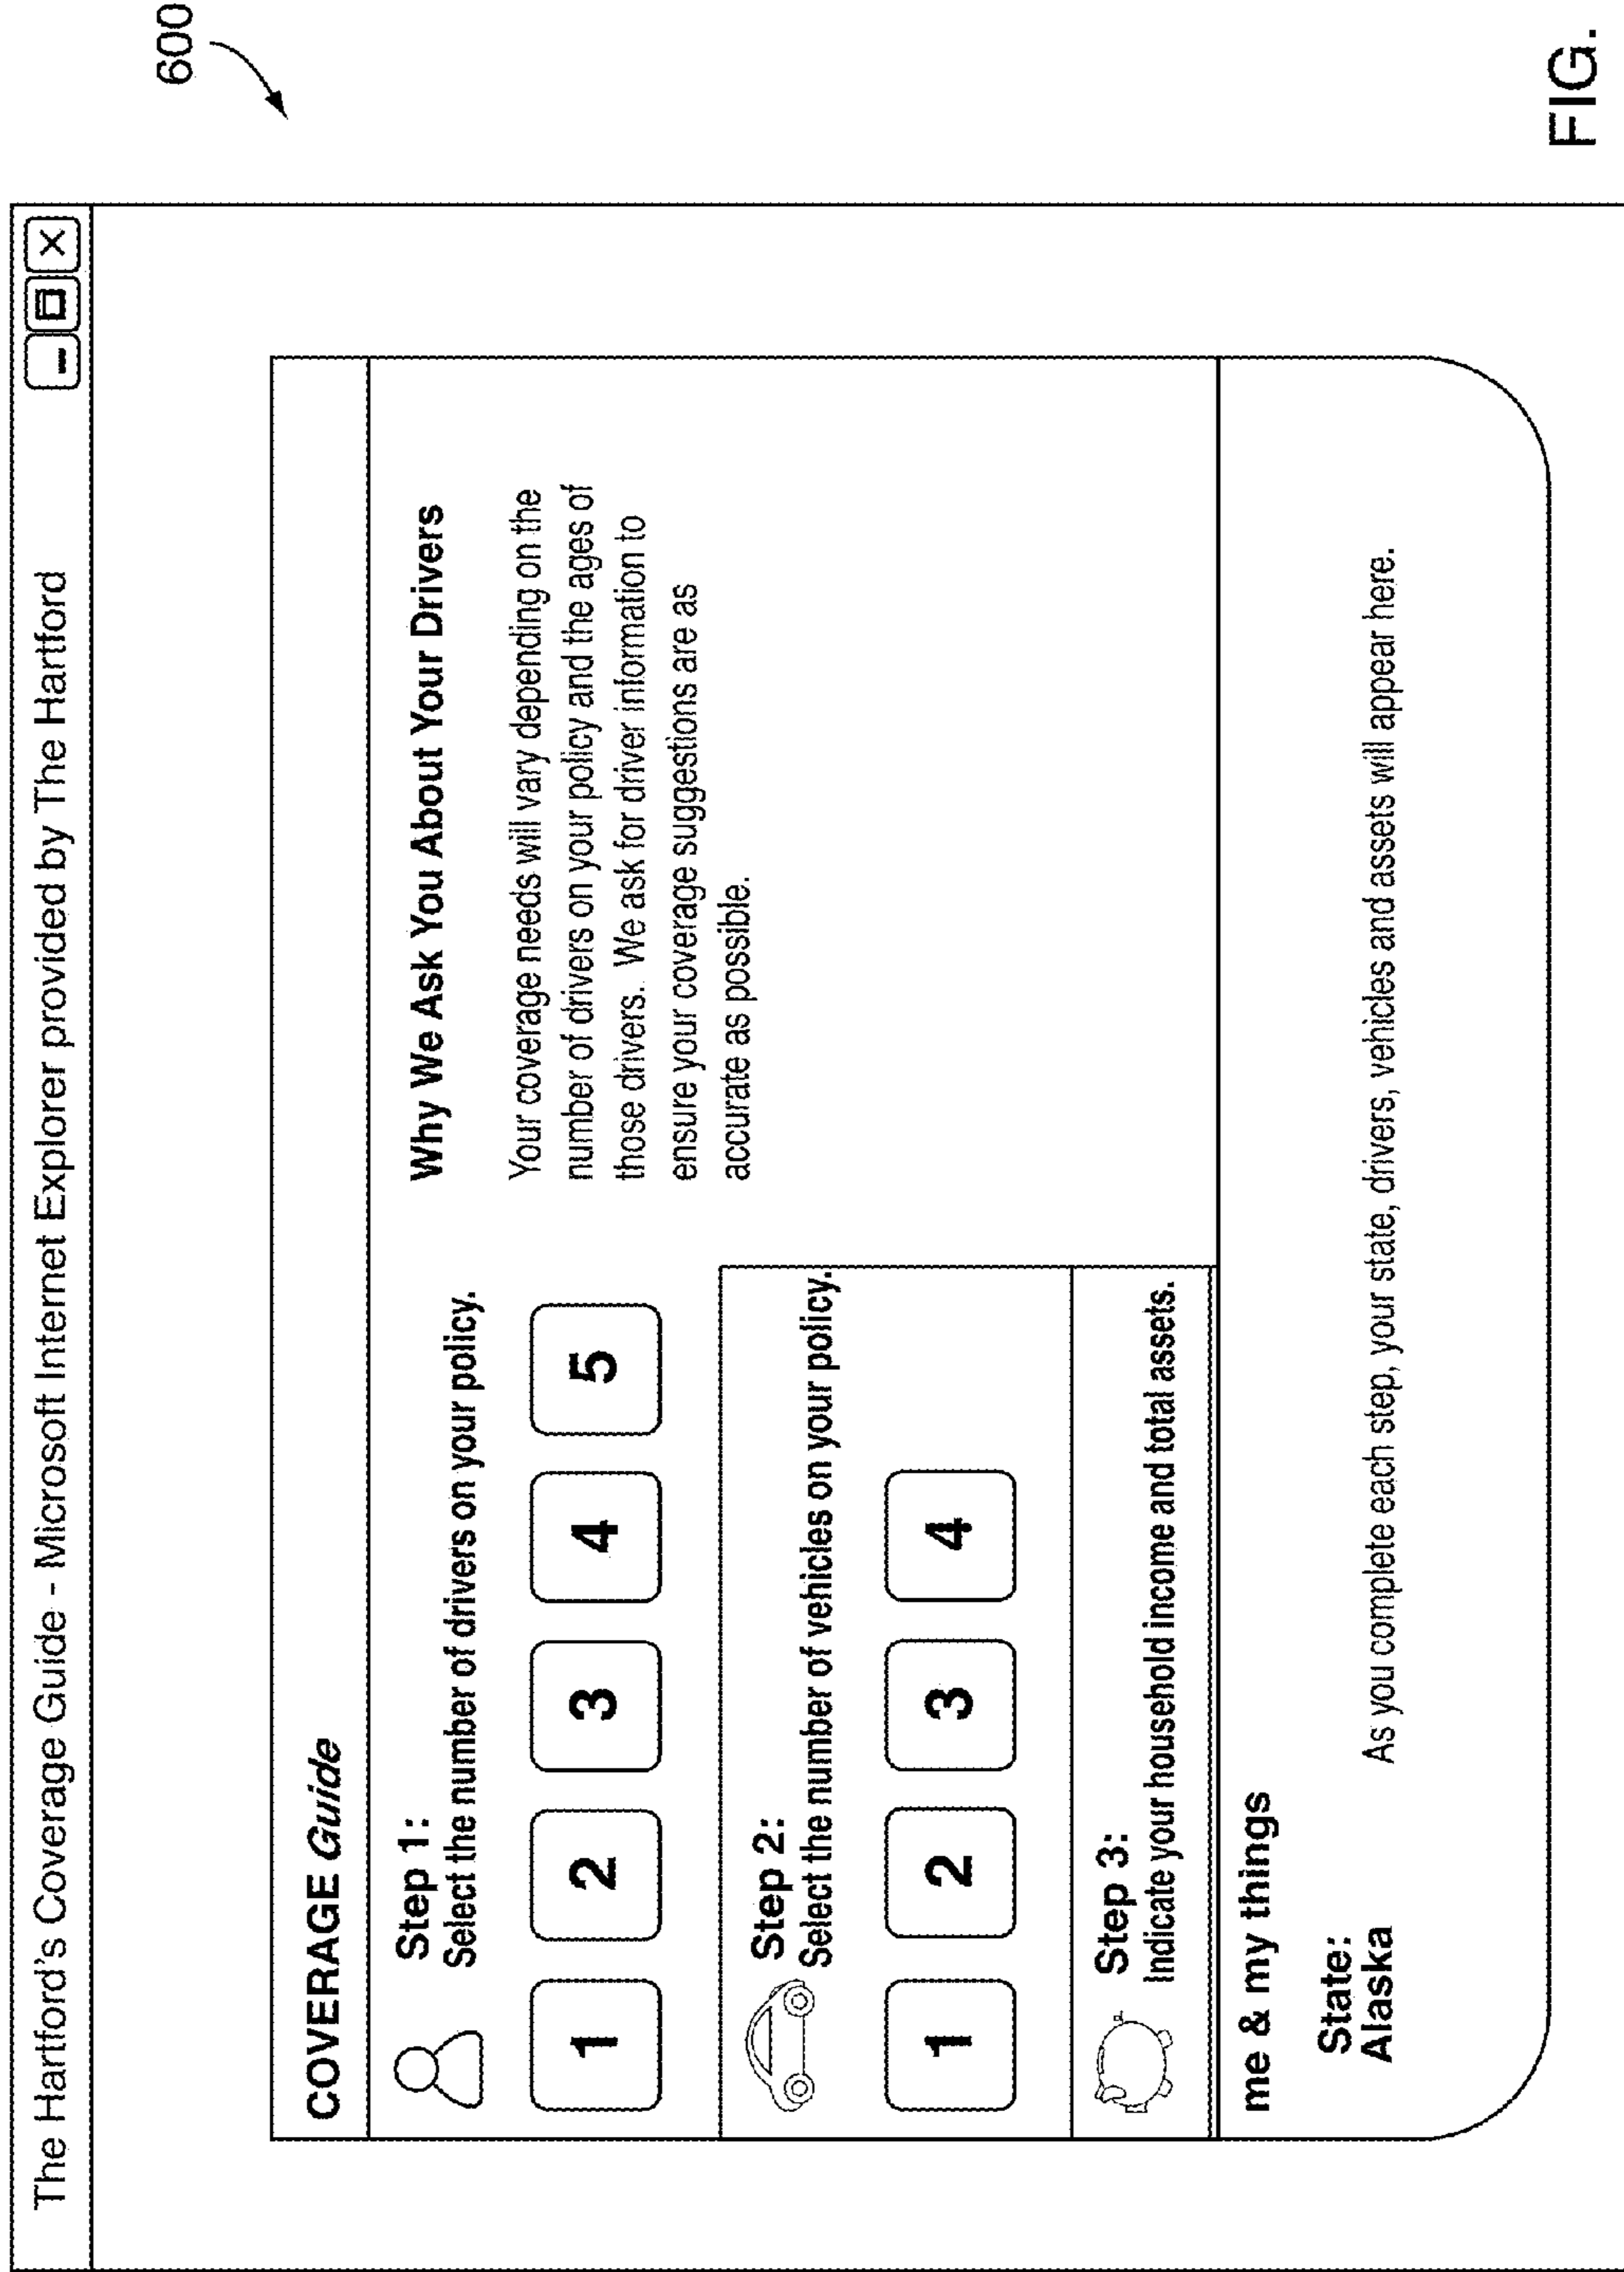 The Hartford's Coverage Guide - Microsoft Internet Explorer provided by The Hartford
600
COVERAGE Guide
Step 1:
Select the number of drivers on your policy.
1 2 3 4 5
Why We Ask You About Your Drivers
Your coverage needs will vary depending on the
number of drivers on your policy and the ages of
those drivers. We ask for driver information to
ensure your coverage suggestions are as
accurate as possible.
Step 2:
Select the number of vehicles on your policy.
1 2 3 4
Step 3:
Indicate your household income and total assets.
me & my things
State:
Alaska
As you complete each step, your state, drivers, vehicles and assets will appear here.
FIG.